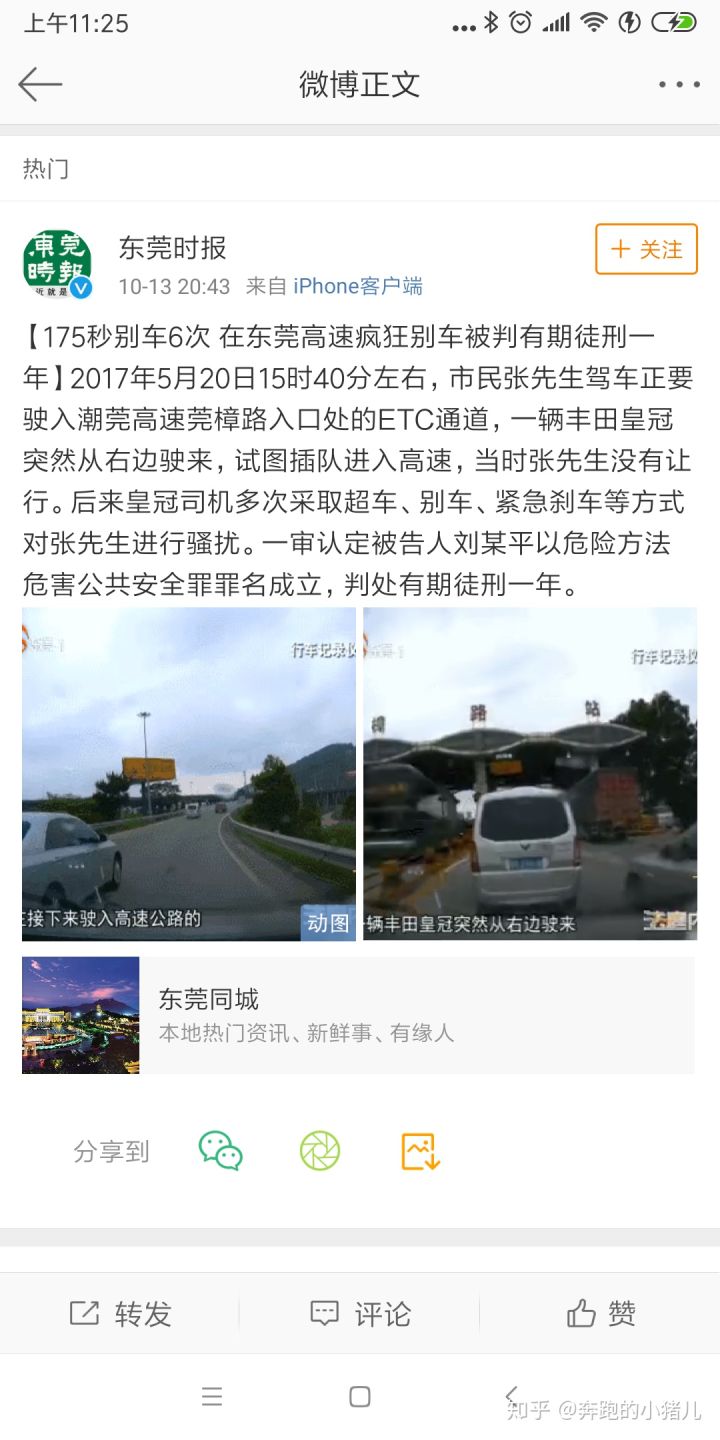 上午11:25
微博正文
热门
東莞
時報
近就是
东莞时报
10-13 20:43 来自 iPhone客户端
+ 关注
【175秒别车6次 在东莞高速疯狂别车被判有期徒刑一
年】2017年5月20日15时40分左右，市民张先生驾车正要
驶入潮莞高速莞樟路入口处的ETC通道，一辆丰田皇冠
突然从右边驶来，试图插队进入高速，当时张先生没有让
行。后来皇冠司机多次采取超车、别车、紧急刹车等方式
对张先生进行骚扰。一审认定被告人刘某平以危险方法
危害公共安全罪罪名成立，判处有期徒刑一年。
行车记录仪
接下来驶入高速公路的
动图
行车记录仪
樟 路 站
辆丰田皇冠突然从右边驶来
法庭内
东莞同城
本地热门资讯、新鲜事、有缘人
分享到
转发
评论
赞
知乎 @奔跑的小猪儿